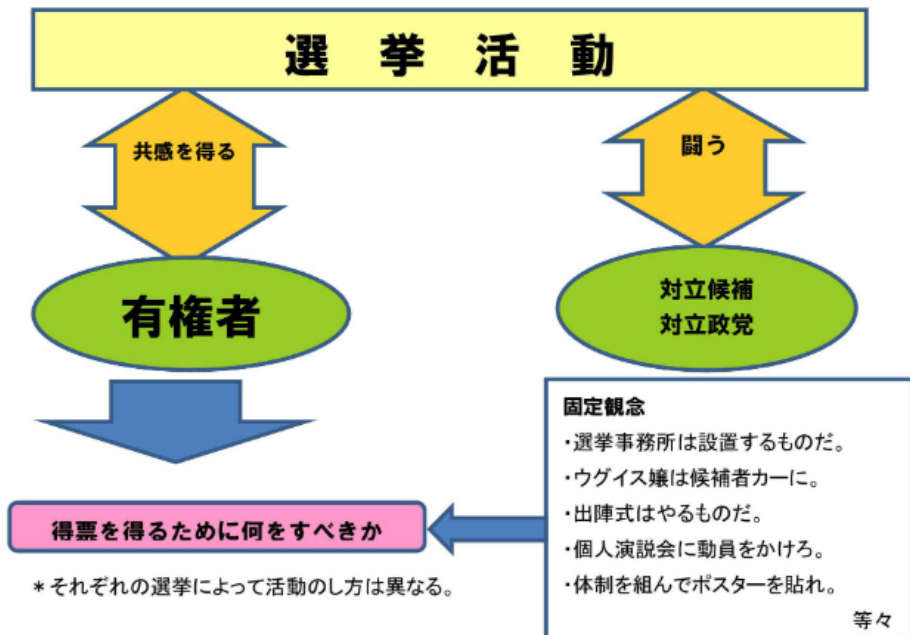 選挙活動
共感を得る
闘う
有権者
対立候補
対立政党
固定観念
・選挙事務所は設置するものだ。
・ウグイス嬢は候補者カーに。
・出陣式はやるものだ。
・個人演説会に動員をかけろ。
・体制を組んでポスターを貼れ。
等々
得票を得るために何をすべきか
*それぞれの選挙によって活動のし方は異なる。